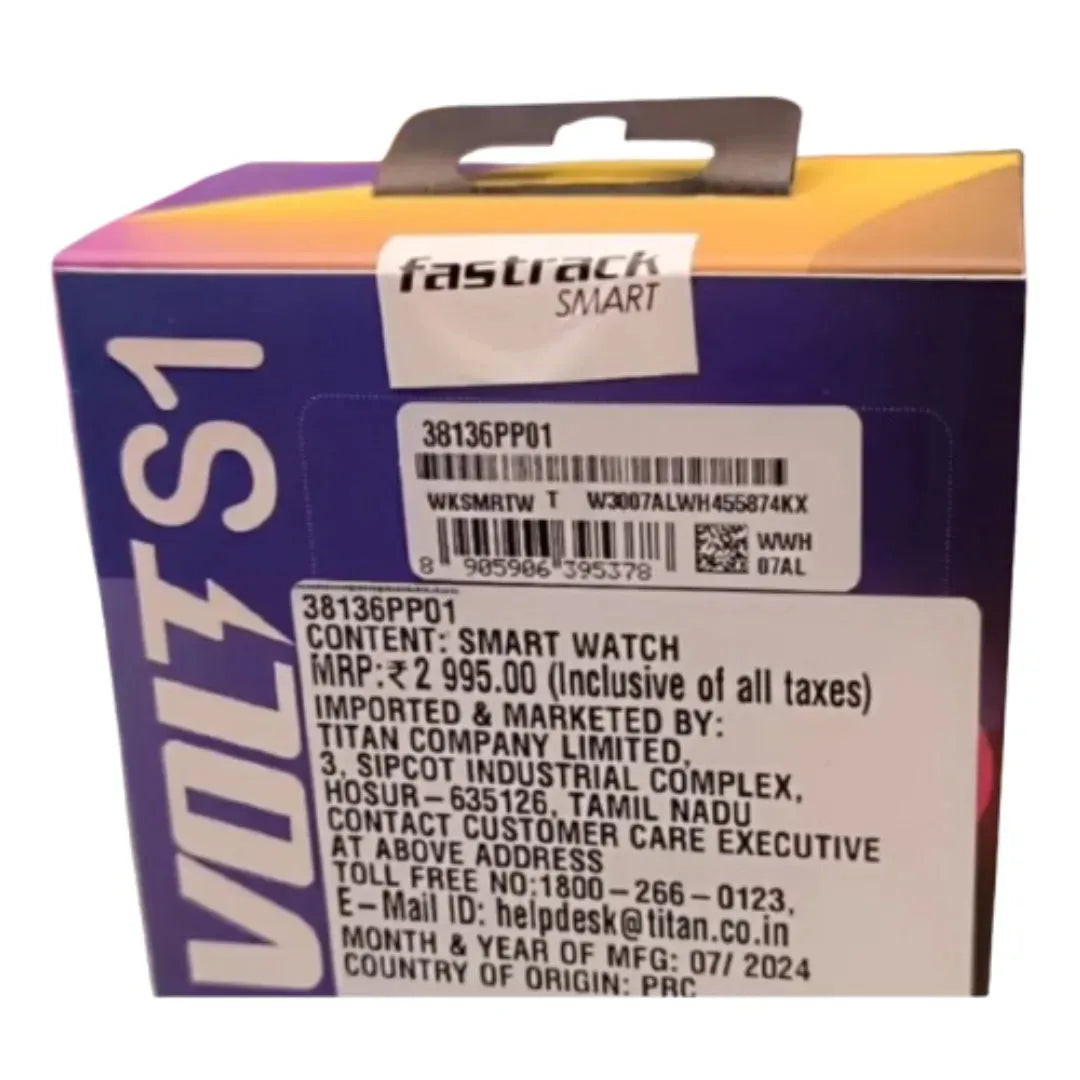 fastrack
SMART
VOLT S1
38136PP01
WKSMRTW T W3007ALWH455874KX
8 905906 395378
WWH
07AL
38136PP01
CONTENT: SMART WATCH
MRP:₹2 995.00 (Inclusive of all taxes)
IMPORTED & MARKETED BY:
TITAN COMPANY LIMITED,
3, SIPCOT INDUSTRIAL COMPLEX,
HOSUR-635126, TAMIL NADU
CONTACT CUSTOMER CARE EXECUTIVE
AT ABOVE ADDRESS
TOLL FREE NO:1800-266-0123,
E-Mail ID: helpdesk@titan.co.in
MONTH & YEAR OF MFG: 07/ 2024
COUNTRY OF ORIGIN: PRC